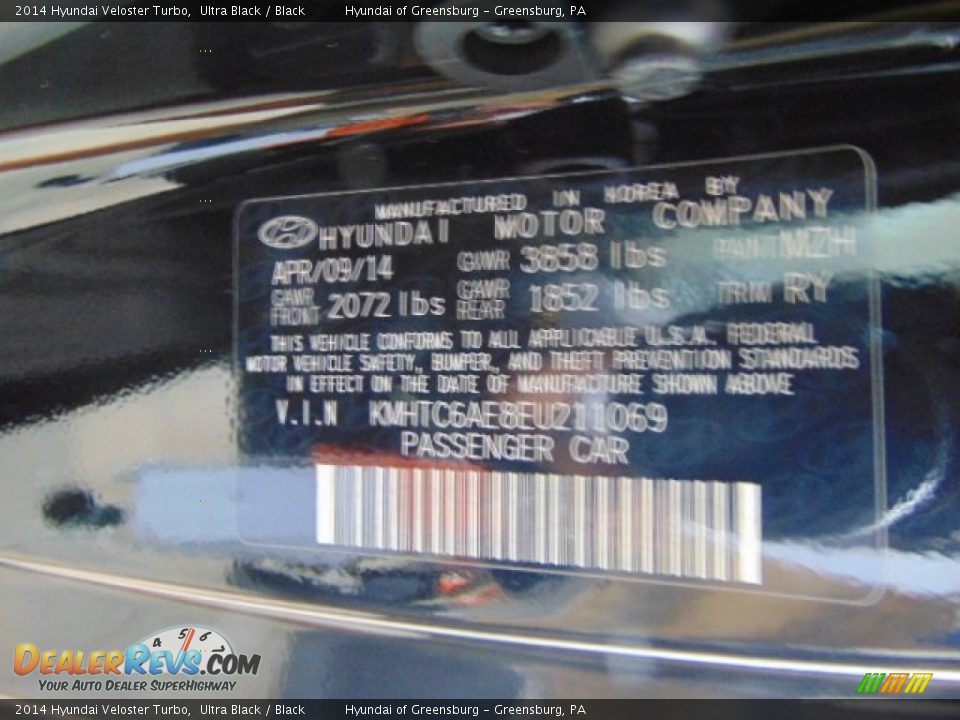 2014 Hyundai Veloster Turbo, Ultra Black / Black Hyundai of Greensburg - Greensburg, PA
MANUFACTURED IN KOREA BY
HYUNDAI MOTOR COMPANY
APR/09/14 GVWR 3858 lbs PAINT MZH
GAWR FRONT 2072 lbs GAWR REAR 1852 lbs TRIM RY
THIS VEHICLE CONFORMS TO ALL APPLICABLE U.S.A. FEDERAL
MOTOR VEHICLE SAFETY, BUMPER, AND THEFT PREVENTION STANDARDS
IN EFFECT ON THE DATE OF MANUFACTURE SHOWN ABOVE
V.I.N KMHTC6AE8EU211069
PASSENGER CAR
4 5 6
DEALERREVS.COM
YOUR AUTO DEALER SUPERHIGHWAY
2014 Hyundai Veloster Turbo, Ultra Black / Black Hyundai of Greensburg - Greensburg, PA